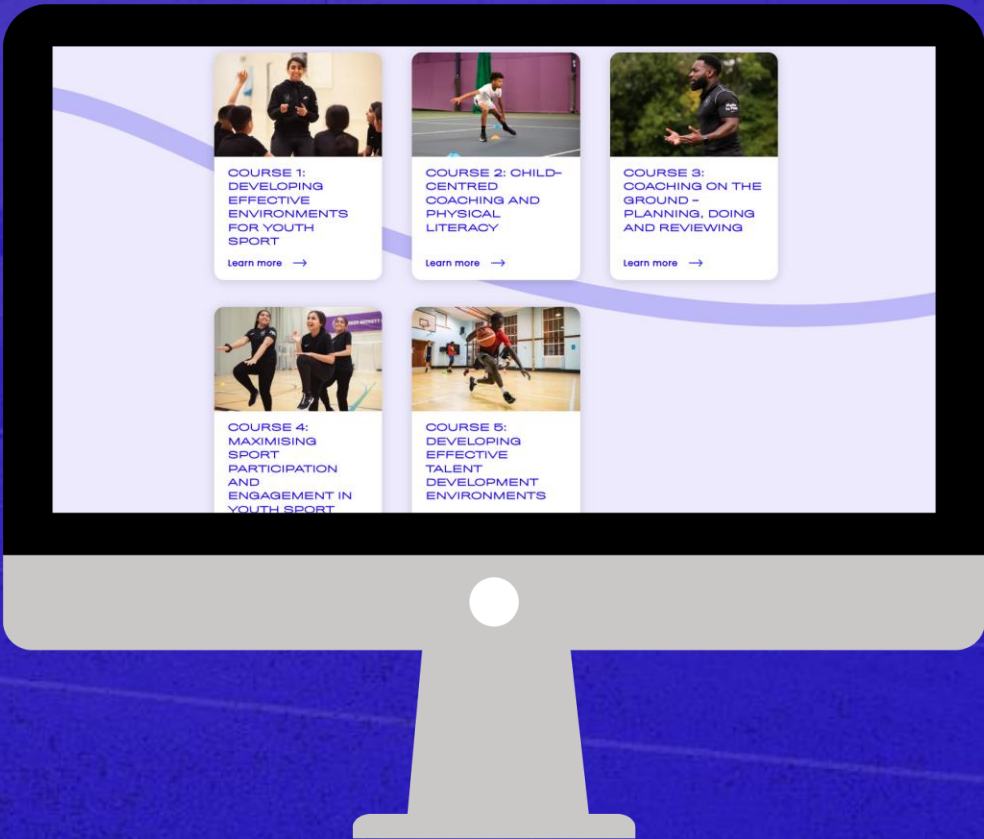 COURSE 1:
DEVELOPING
EFFECTIVE
ENVIRONMENTS
FOR YOUTH
SPORT
Learn more
COURSE 2: CHILD-
CENTRED
COACHING AND
PHYSICAL
LITERACY
Learn more
COURSE 3:
COACHING ON THE
GROUND –
PLANNING, DOING
AND REVIEWING
Learn more
COURSE 4:
MAXIMISING
SPORT
PARTICIPATION
AND
ENGAGEMENT IN
YOUTH SPORT
COURSE 5:
DEVELOPING
EFFECTIVE
TALENT
DEVELOPMENT
ENVIRONMENTS